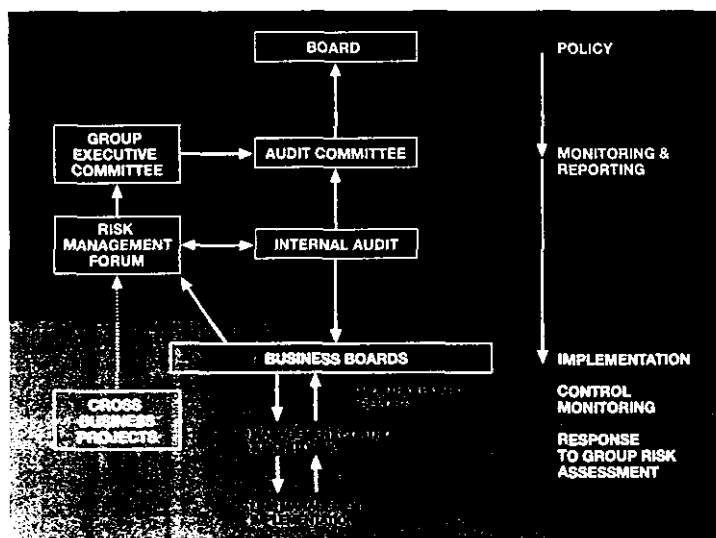 BOARD
POLICY
GROUP
EXECUTIVE
COMMITTEE
AUDIT COMMITTEE
MONITORING &
REPORTING
RISK
MANAGEMENT
FORUM
INTERNAL AUDIT
BUSINESS BOARDS
IMPLEMENTATION
CROSS
BUSINESS
PROJECTS
CONTROL
MONITORING
RESPONSE
TO GROUP RISK
ASSESSMENT